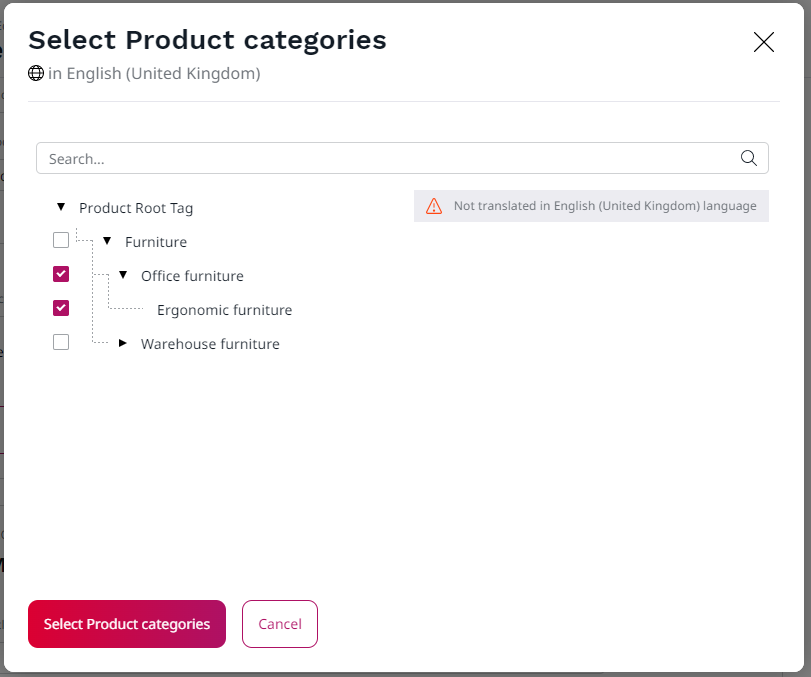 Select Product categories
in English (United Kingdom)
Search...
Product Root Tag
Not translated in English (United Kingdom) language
Furniture
Office furniture
Ergonomic furniture
Warehouse furniture
Select Product categories
Cancel